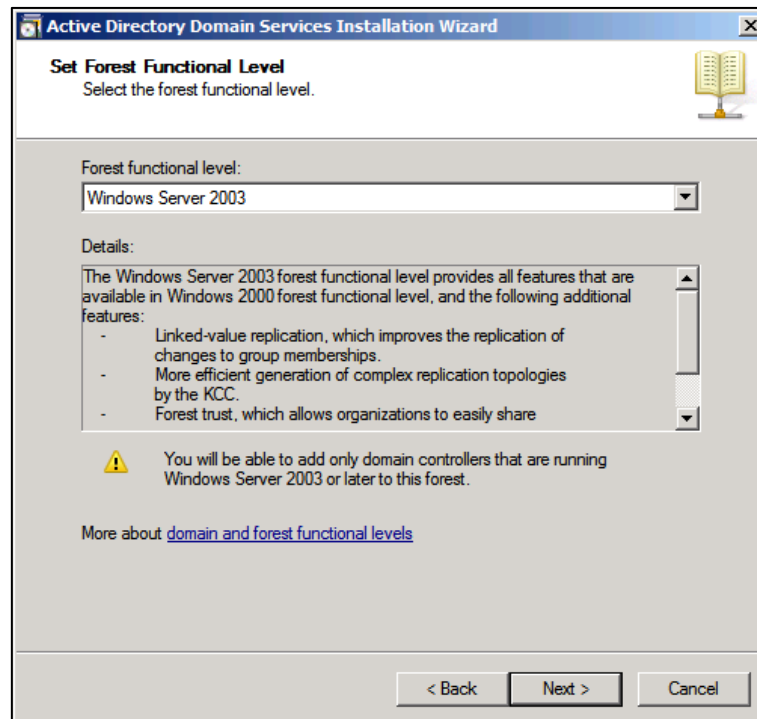 Active Directory Domain Services Installation Wizard
Set Forest Functional Level
Select the forest functional level.
Forest functional level:
Windows Server 2003
Details:
The Windows Server 2003 forest functional level provides all features that are
available in Windows 2000 forest functional level, and the following additional
features:
- Linked-value replication, which improves the replication of
changes to group memberships.
- More efficient generation of complex replication topologies
by the KCC.
- Forest trust, which allows organizations to easily share
You will be able to add only domain controllers that are running
Windows Server 2003 or later to this forest.
More about domain and forest functional levels
< Back Next > Cancel